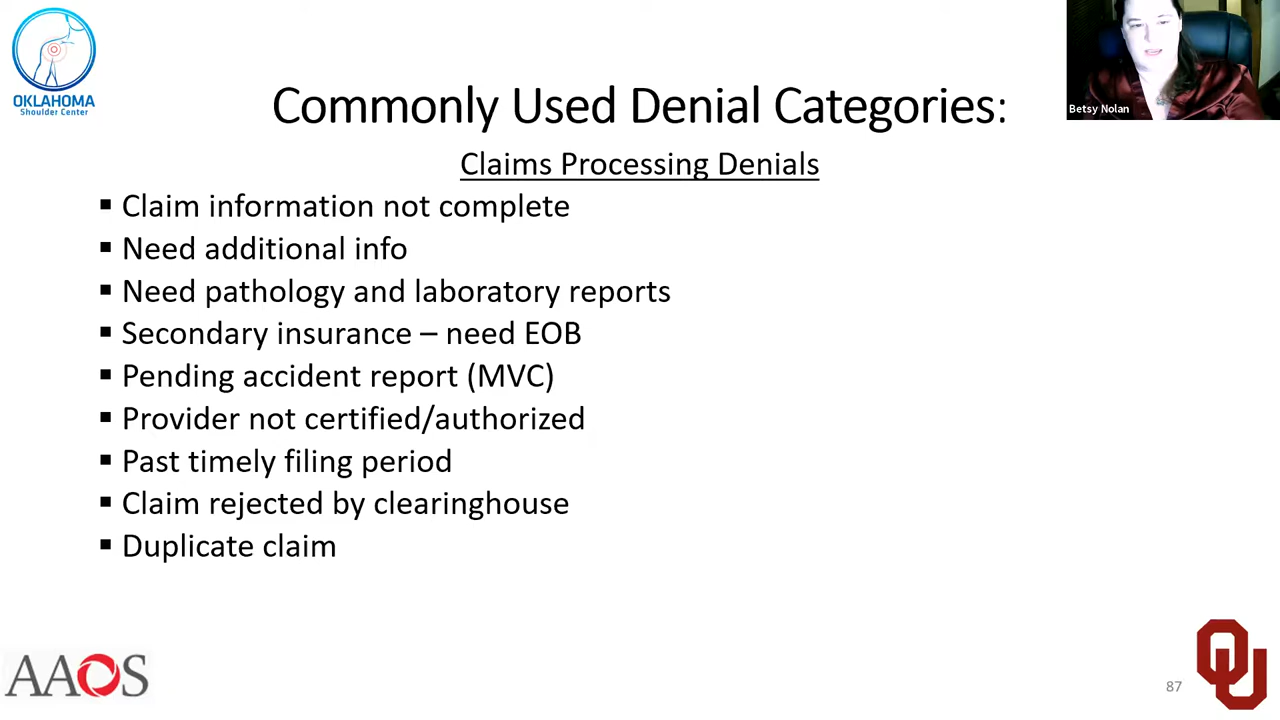 OKLAHOMA
Shoulder Center
Betsy Nolan
Commonly Used Denial Categories:
Claims Processing Denials
▪ Claim information not complete
▪ Need additional info
▪ Need pathology and laboratory reports
▪ Secondary insurance – need EOB
▪ Pending accident report (MVC)
▪ Provider not certified/authorized
▪ Past timely filing period
▪ Claim rejected by clearinghouse
▪ Duplicate claim
AAOS
87
OU